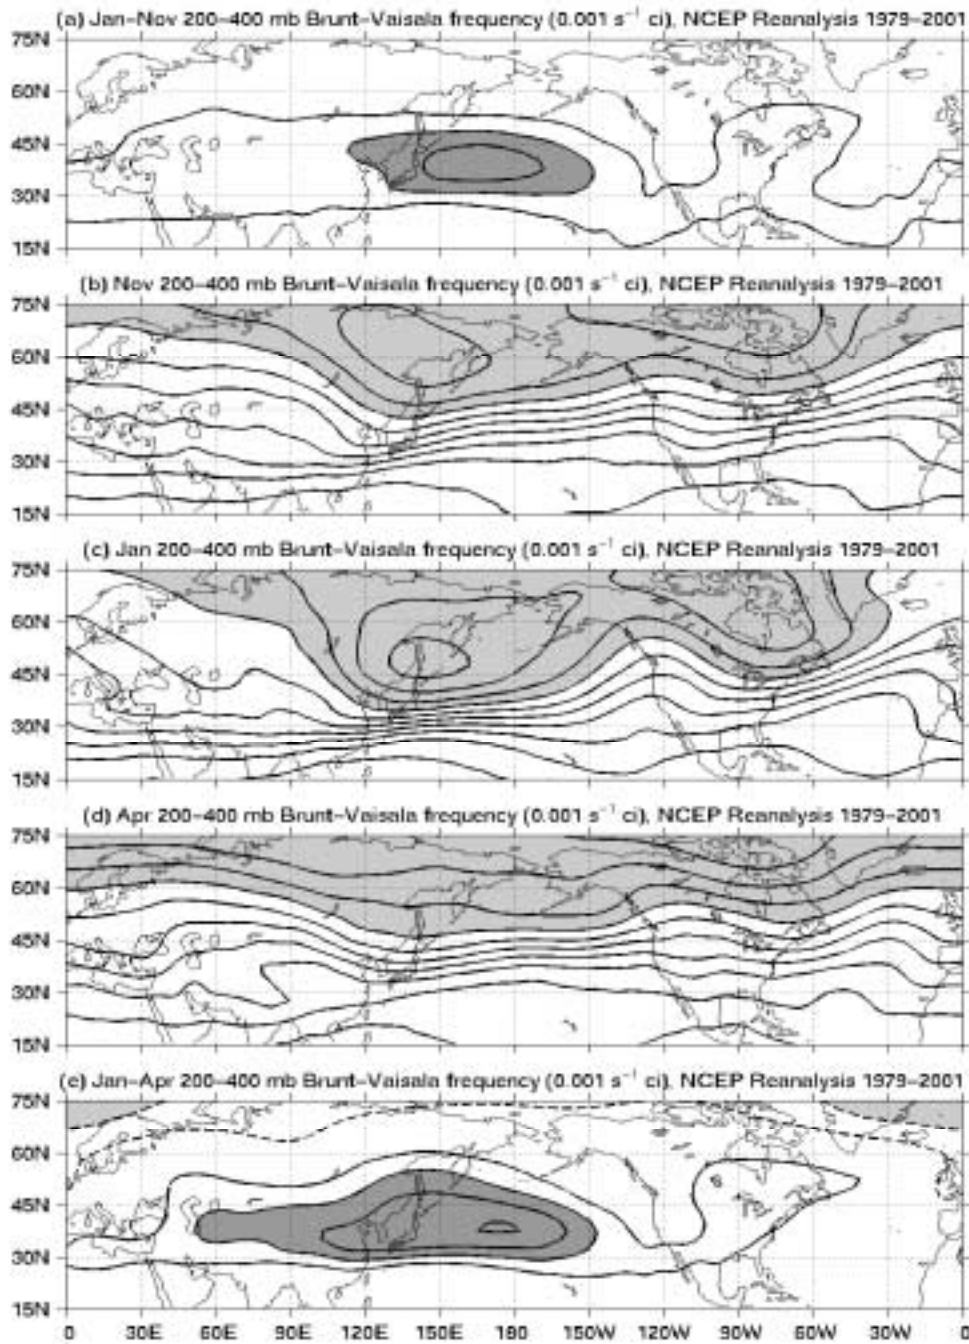 (a) Jan–Nov 200–400 mb Brunt–Vaisala frequency (0.001 s⁻¹ ci), NCEP Reanalysis 1979–2001
75N
60N
45N
30N
15N
(b) Nov 200–400 mb Brunt–Vaisala frequency (0.001 s⁻¹ ci), NCEP Reanalysis 1979–2001
75N
60N
45N
30N
15N
(c) Jan 200–400 mb Brunt–Vaisala frequency (0.001 s⁻¹ ci), NCEP Reanalysis 1979–2001
75N
60N
45N
30N
15N
(d) Apr 200–400 mb Brunt–Vaisala frequency (0.001 s⁻¹ ci), NCEP Reanalysis 1979–2001
75N
60N
45N
30N
15N
(e) Jan–Apr 200–400 mb Brunt–Vaisala frequency (0.001 s⁻¹ ci), NCEP Reanalysis 1979–2001
75N
60N
45N
30N
15N
0 30E 60E 90E 120E 150E 180 150W 120W 90W 60W 30W 0